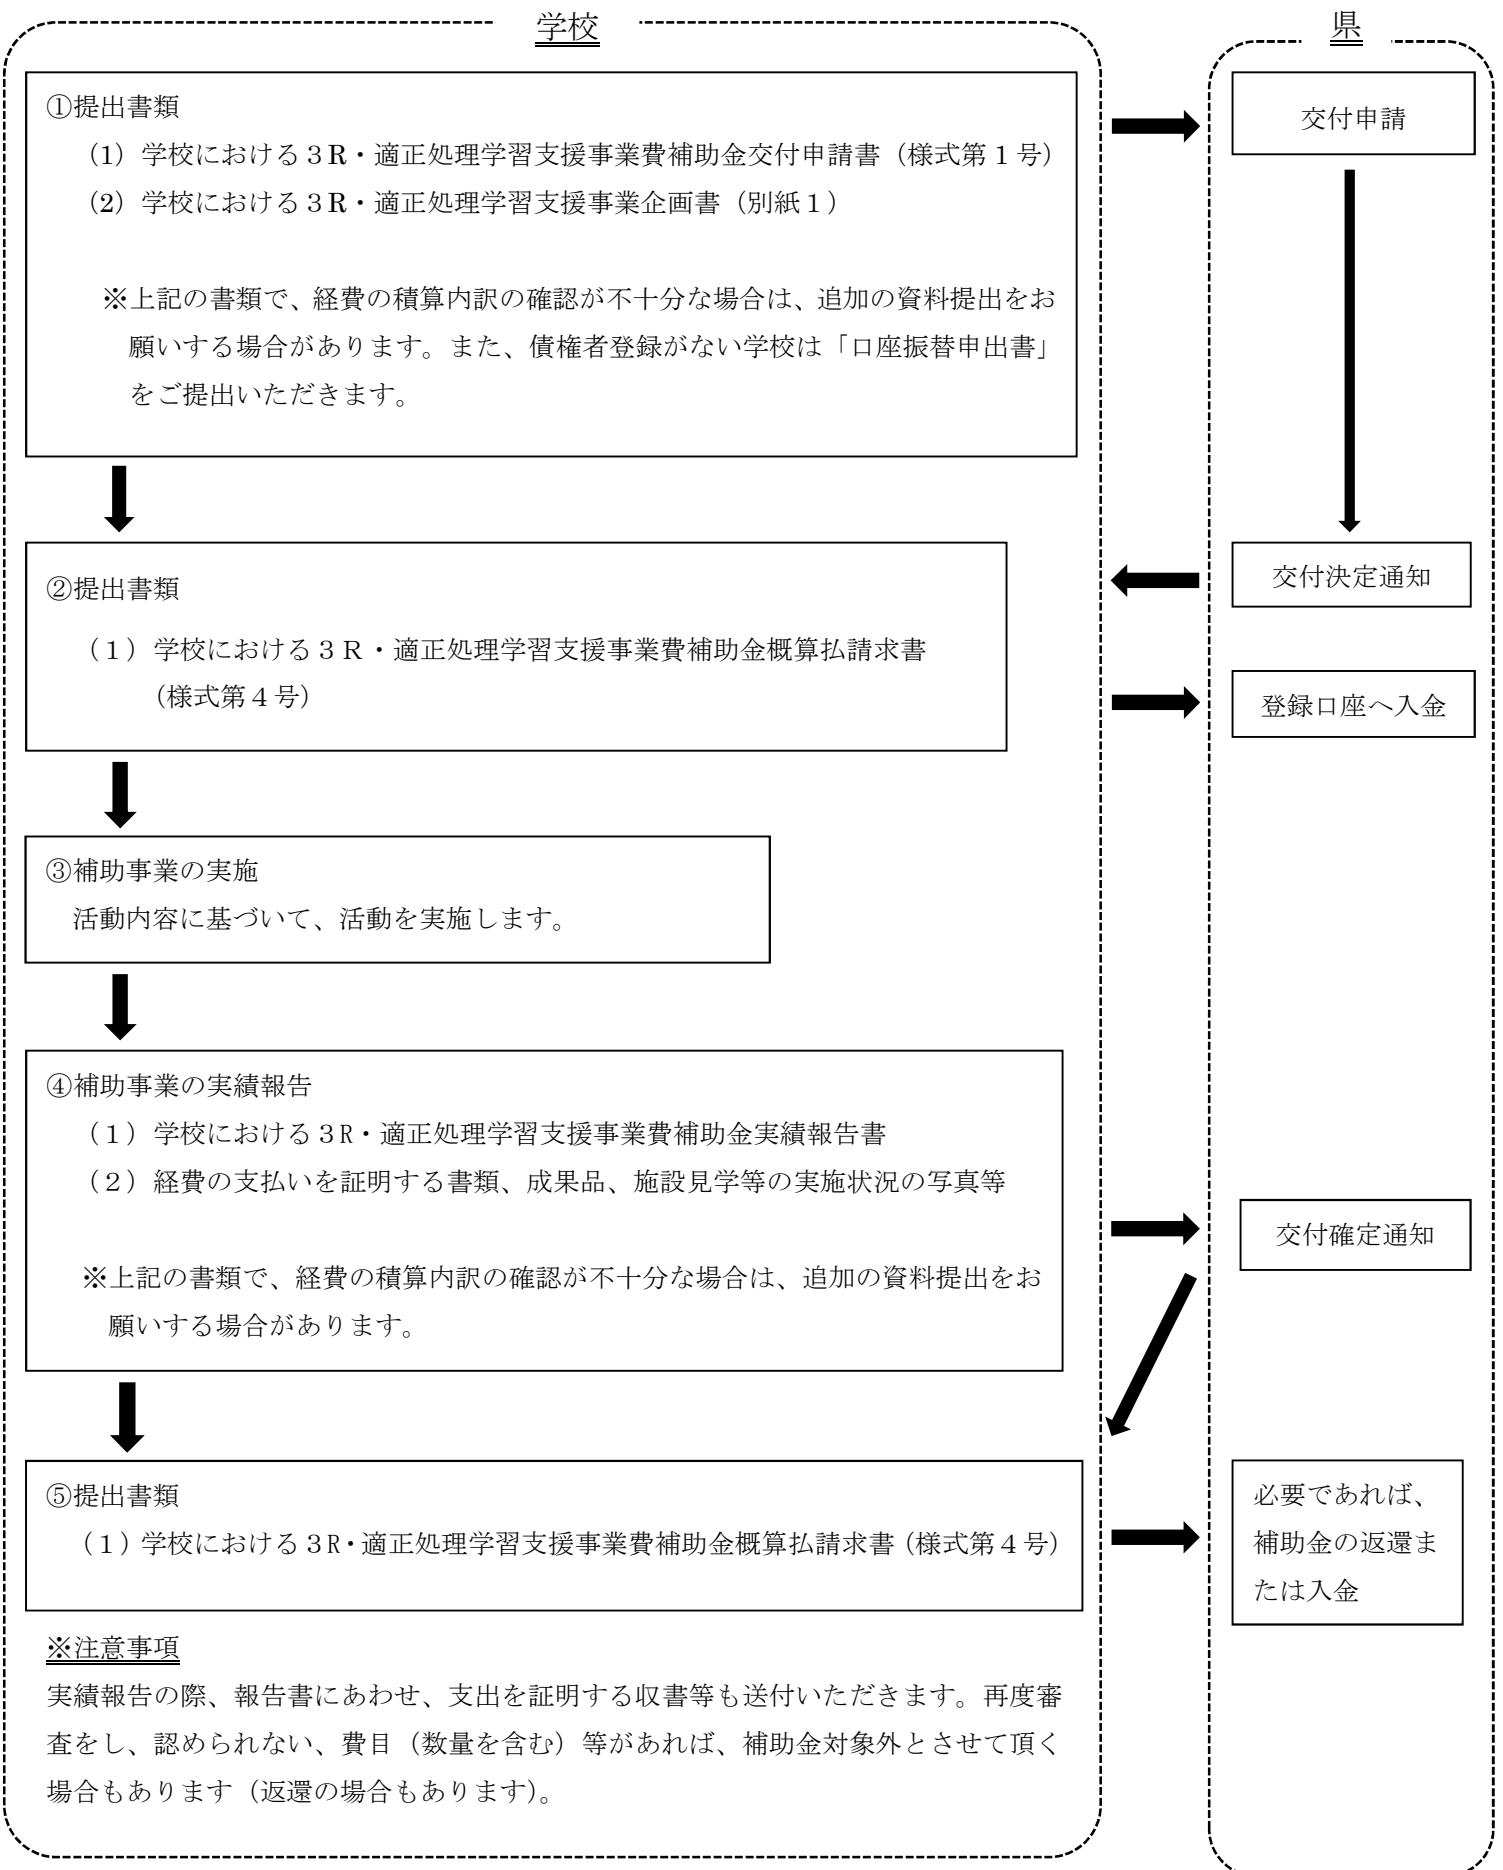 学校
①提出書類
(1) 学校における3R・適正処理学習支援事業費補助金交付申請書（様式第１号）
(2) 学校における3R・適正処理学習支援事業企画書（別紙１）
※上記の書類で、経費の積算内訳の確認が不十分な場合は、追加の資料提出をお
願いする場合があります。また、債権者登録がない学校は「口座振替申出書」
をご提出いただきます。
②提出書類
（１）学校における３Ｒ・適正処理学習支援事業費補助金概算払請求書
（様式第４号）
③補助事業の実施
活動内容に基づいて、活動を実施します。
④補助事業の実績報告
（１）学校における３R・適正処理学習支援事業費補助金実績報告書
（２）経費の支払いを証明する書類、成果品、施設見学等の実施状況の写真等
※上記の書類で、経費の積算内訳の確認が不十分な場合は、追加の資料提出をお
願いする場合があります。
⑤提出書類
（１）学校における３R・適正処理学習支援事業費補助金概算払請求書（様式第４号）
※注意事項
実績報告の際、報告書にあわせ、支出を証明する収書等も送付いただきます。再度審
査をし、認められない、費目（数量を含む）等があれば、補助金対象外とさせて頂く
場合もあります（返還の場合もあります）。
県
交付申請
交付決定通知
登録口座へ入金
交付確定通知
必要であれば、
補助金の返還ま
たは入金